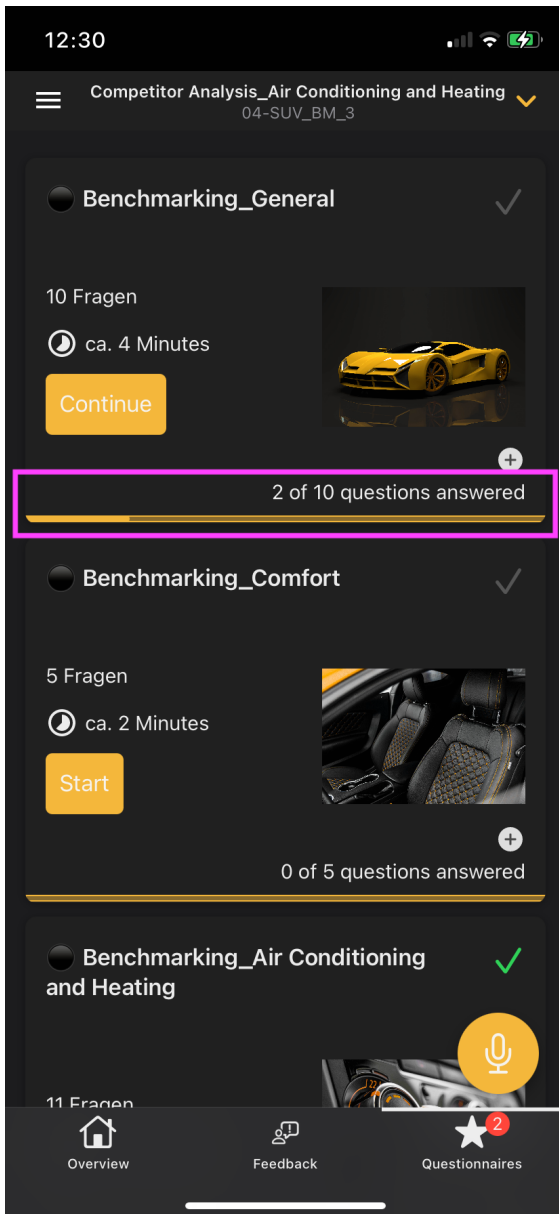 12:30
Competitor Analysis_Air Conditioning and Heating
04-SUV_BM_3
Benchmarking_General
10 Fragen
ca. 4 Minutes
Continue
2 of 10 questions answered
Benchmarking_Comfort
5 Fragen
ca. 2 Minutes
Start
0 of 5 questions answered
Benchmarking_Air Conditioning
and Heating
11 Fragen
2
Overview
Feedback
Questionnaires